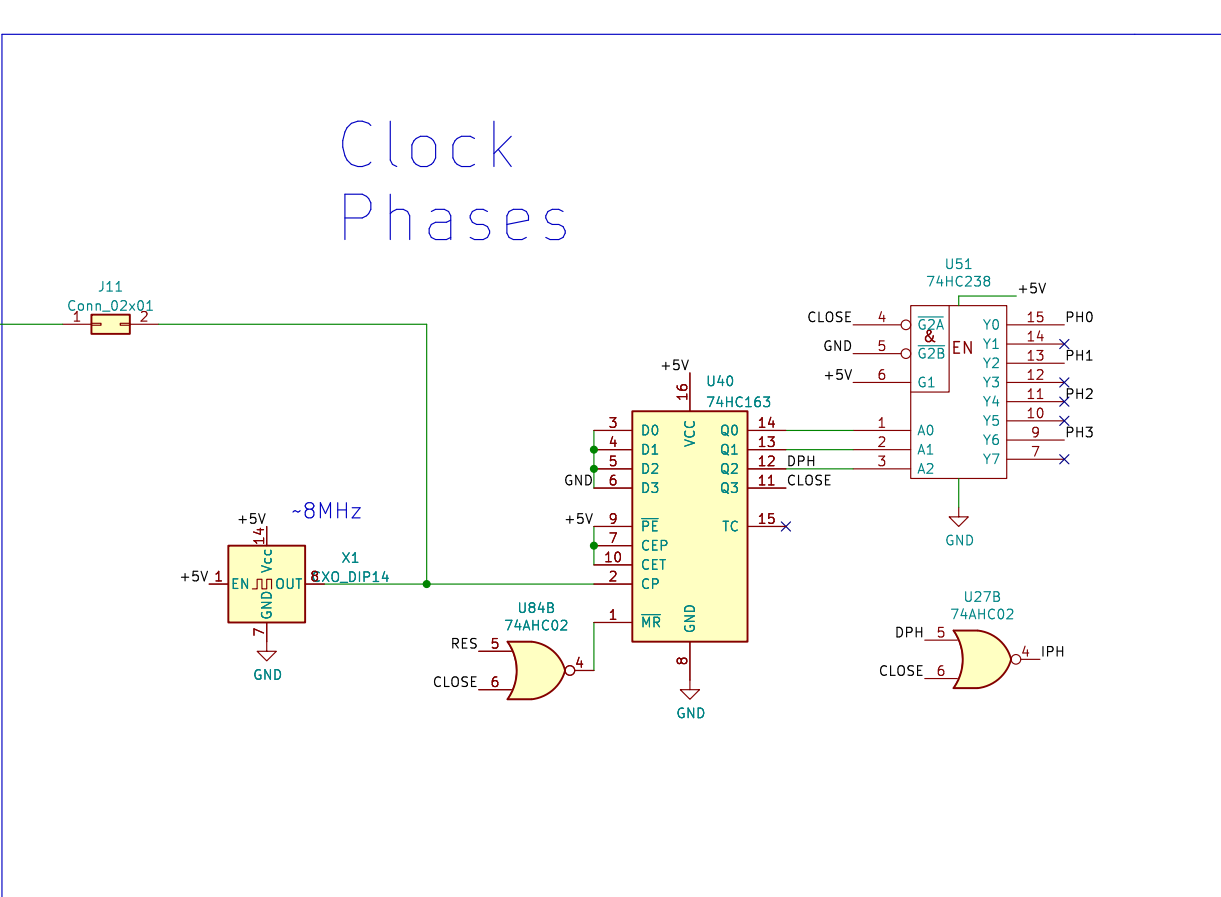 Clock
Phases
J11
Conn_02x01
1 2
U51
74HC238
+5V
CLOSE 4 G2A
GND 5 G2B
+5V 6 G1
& EN
1 A0
2 A1
3 A2
Y0 15 PH0
Y1 14
Y2 13 PH1
Y3 12
Y4 11 PH2
Y5 10
Y6 9 PH3
Y7 7
GND
+5V
16
VCC
U40
74HC163
3 D0 Q0 14
4 D1 Q1 13
5 D2 Q2 12 DPH
GND 6 D3 Q3 11 CLOSE
+5V 9 PE TC 15
7 CEP
10 CET
2 CP
1 MR
GND
8
GND
~8MHz
+5V
14
Vcc
X1
CXO_DIP14
+5V 1 EN OUT 8
GND
7
GND
U84B
74AHC02
RES 5
4
CLOSE 6
U27B
74AHC02
DPH 5
4 IPH
CLOSE 6